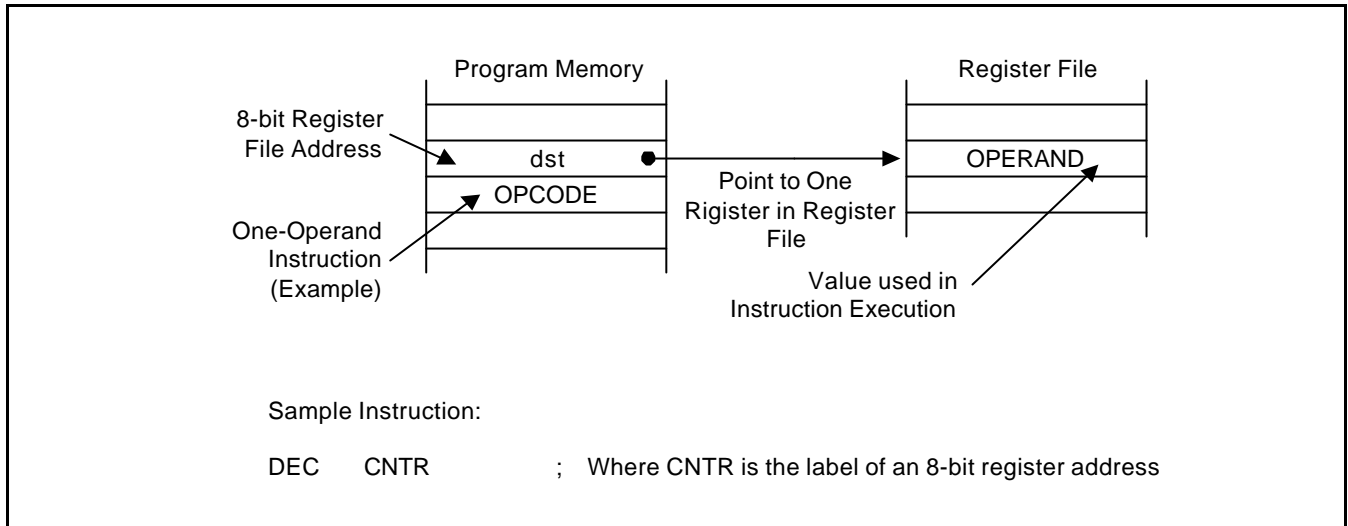 Program Memory
Register File
8-bit Register
File Address
dst
OPERAND
OPCODE
Point to One
Rigister in Register
File
One-Operand
Instruction
(Example)
Value used in
Instruction Execution
Sample Instruction:
DEC CNTR ; Where CNTR is the label of an 8-bit register address